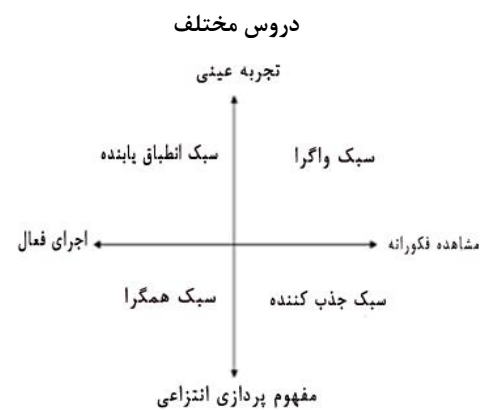 دروس مختلف
تجربه عینی
سبک واگرا
سبک انطباق یابنده
مشاهده فکورانه
اجرای فعال
سبک جذب کننده
سبک همگرا
مفهوم پردازی انتزاعی